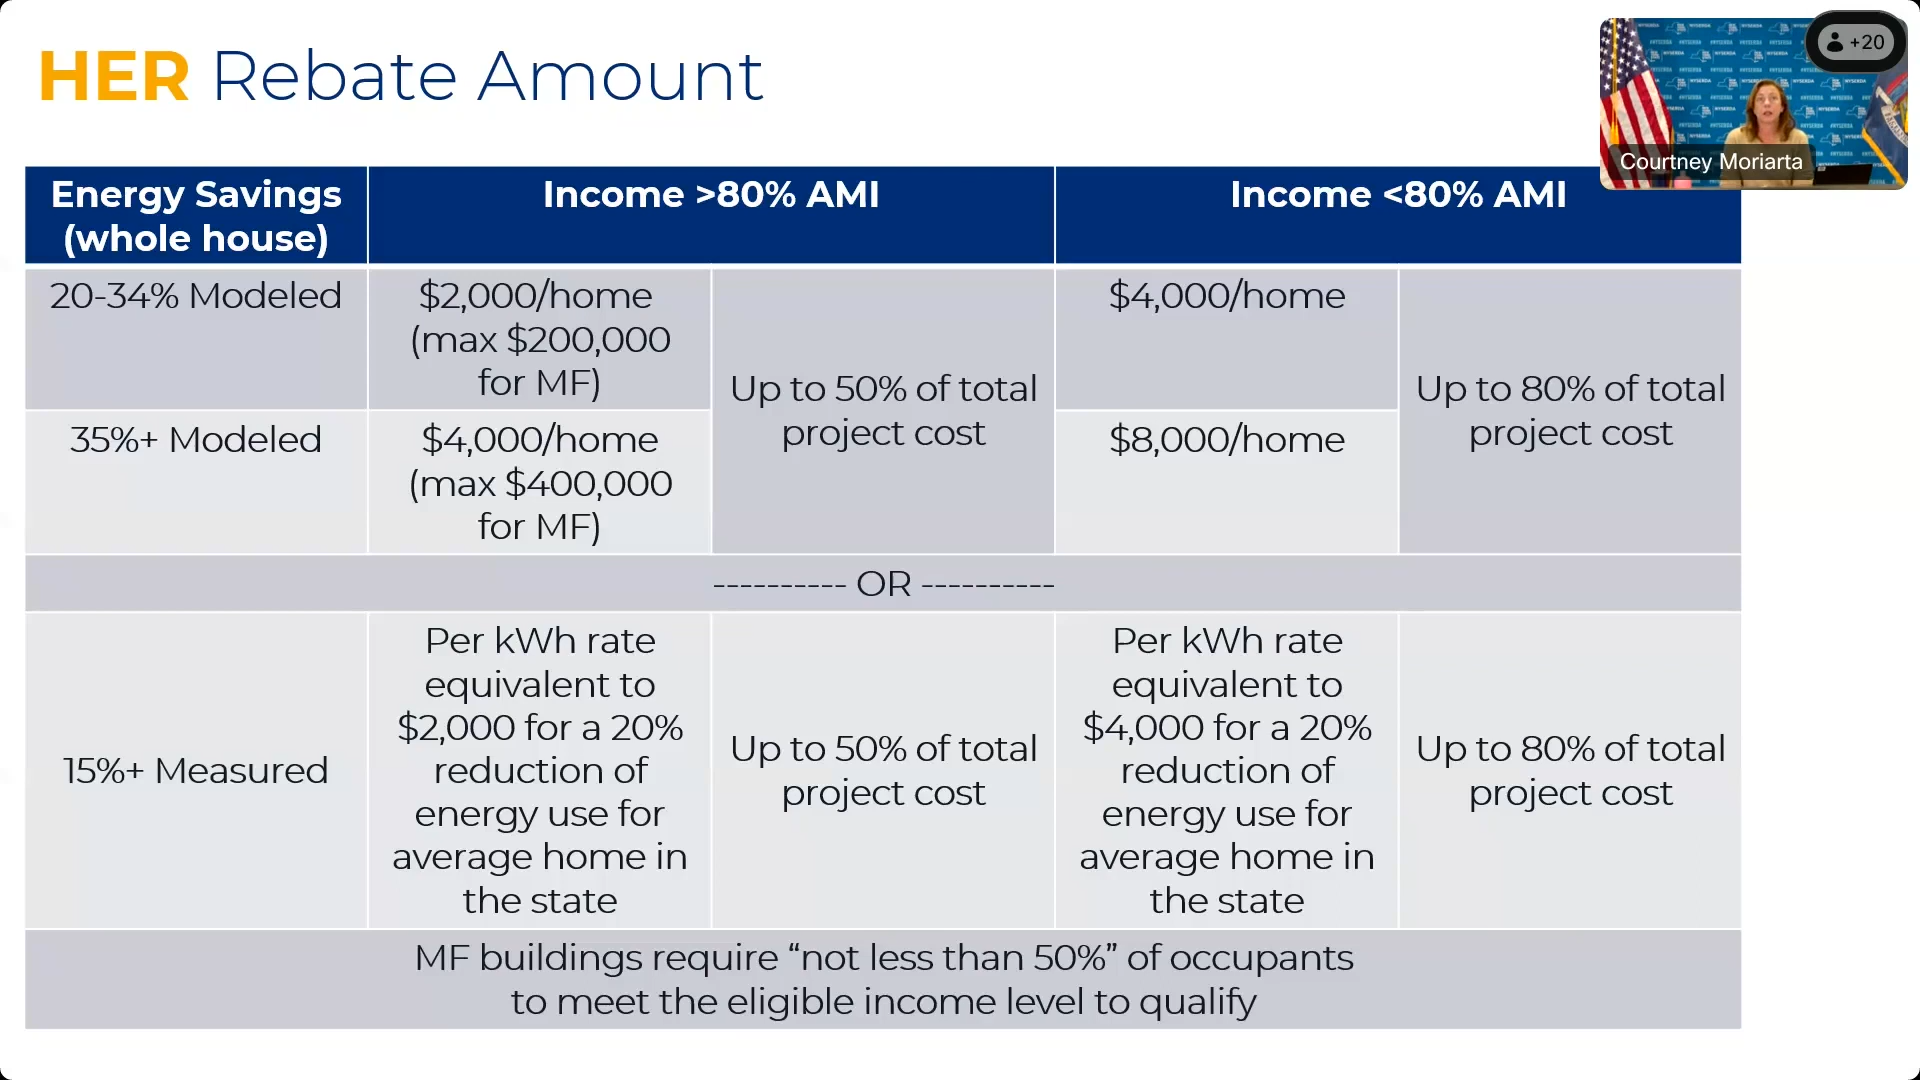 HER Rebate Amount
+20
Courtney Moriarta
Energy Savings
(whole house)
Income >80% AMI
Income <80% AMI
20-34% Modeled
$2,000/home
(max $200,000
for MF)
Up to 50% of total
project cost
$4,000/home
Up to 80% of total
project cost
35%+ Modeled
$4,000/home
(max $400,000
for MF)
$8,000/home
---------- OR ----------
15%+ Measured
Per kWh rate
equivalent to
$2,000 for a 20%
reduction of
energy use for
average home in
the state
Up to 50% of total
project cost
Per kWh rate
equivalent to
$4,000 for a 20%
reduction of
energy use for
average home in
the state
Up to 80% of total
project cost
MF buildings require “not less than 50%” of occupants
to meet the eligible income level to qualify